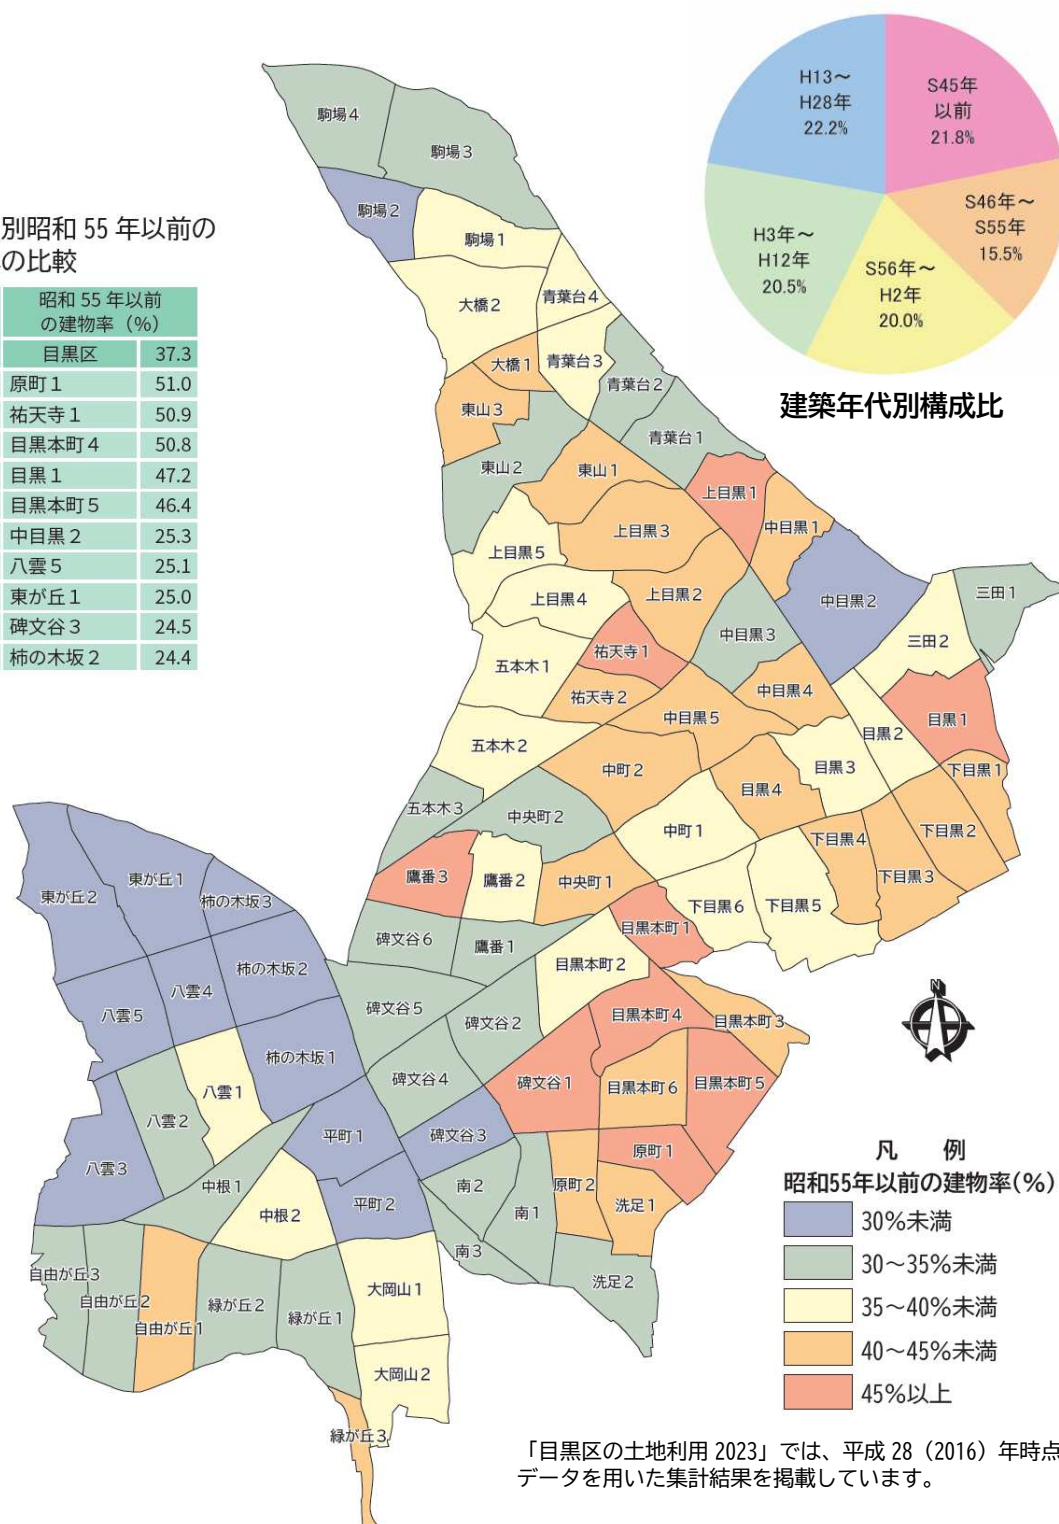 別昭和 55 年以前の
の比較
昭和 55 年以前
の建物率（%）
目黒区 37.3
原町１ 51.0
祐天寺１ 50.9
目黒本町４ 50.8
目黒１ 47.2
目黒本町５ 46.4
中目黒２ 25.3
八雲５ 25.1
東が丘１ 25.0
碑文谷３ 24.5
柿の木坂２ 24.4
H13～
H28年
22.2%
S45年
以前
21.8%
S46年～
S55年
15.5%
S56年～
H2年
20.0%
H3年～
H12年
20.5%
建築年代別構成比
駒場４
駒場３
駒場２
駒場１
大橋２
青葉台４
大橋１
青葉台３
青葉台２
東山３
青葉台１
東山２
東山１
上目黒１
上目黒３
中目黒１
上目黒５
上目黒４
上目黒２
中目黒２
三田１
中目黒３
三田２
祐天寺１
五本木１
祐天寺２
中目黒４
中目黒５
目黒１
目黒２
五本木２
中町２
目黒３
下目黒１
目黒４
五本木３
中央町２
中町１
下目黒４
下目黒２
鷹番３
鷹番２
中央町１
下目黒３
東が丘１
東が丘２
柿の木坂３
下目黒６
下目黒５
目黒本町１
碑文谷６
鷹番１
目黒本町２
柿の木坂２
八雲４
八雲５
碑文谷５
碑文谷２
目黒本町４
目黒本町３
柿の木坂１
碑文谷４
碑文谷１
目黒本町６
目黒本町５
八雲１
八雲２
平町１
碑文谷３
原町１
八雲３
中根１
南２
原町２
洗足１
中根２
平町２
南１
南３
自由が丘３
自由が丘２
自由が丘１
緑が丘２
緑が丘１
大岡山１
洗足２
大岡山２
緑が丘３
N
凡　例
昭和55年以前の建物率(%)
30%未満
30～35%未満
35～40%未満
40～45%未満
45%以上
「目黒区の土地利用 2023」では、平成 28（2016）年時点
データを用いた集計結果を掲載しています。